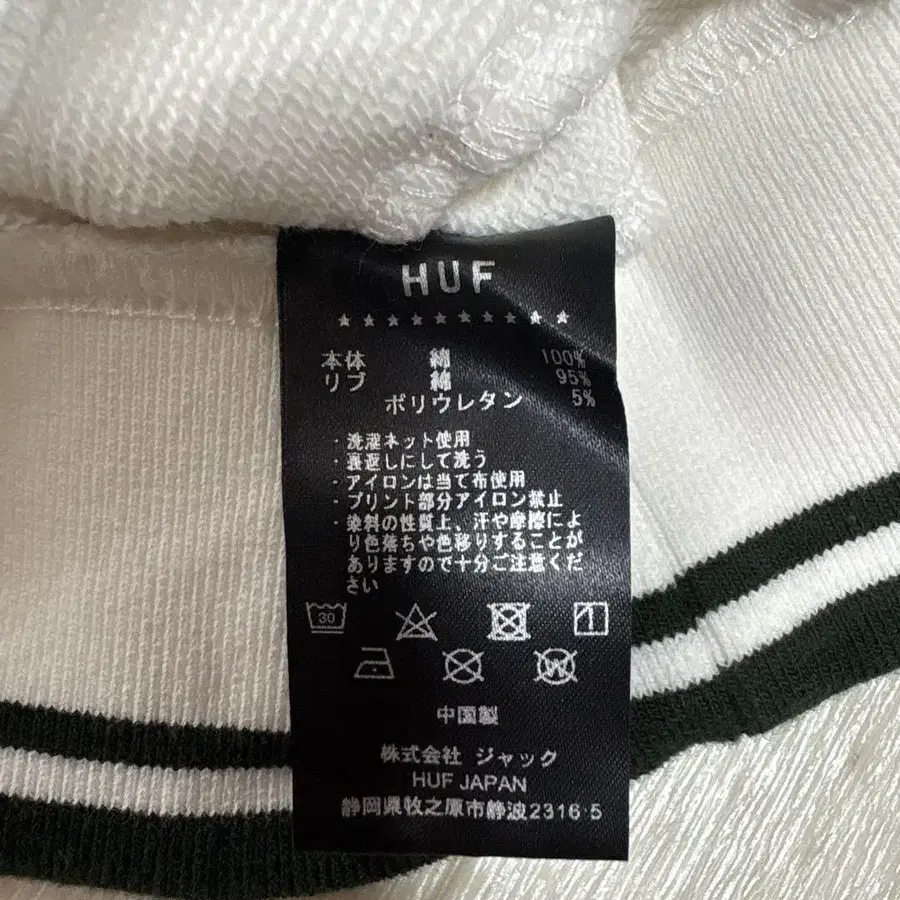 HUF
本体 綿 100%
リブ 綿 95%
ポリウレタン 5%
・洗濯ネット使用
・裏返しにして洗う
・アイロンは当て布使用
・プリント部分アイロン禁止
・染料の性質上、汗や摩擦によ
り色落ちや色移りすることが
ありますので十分ご注意くだ
さい
30
W
中国製
株式会社 ジャック
HUF JAPAN
静岡県牧之原市静波2316-5